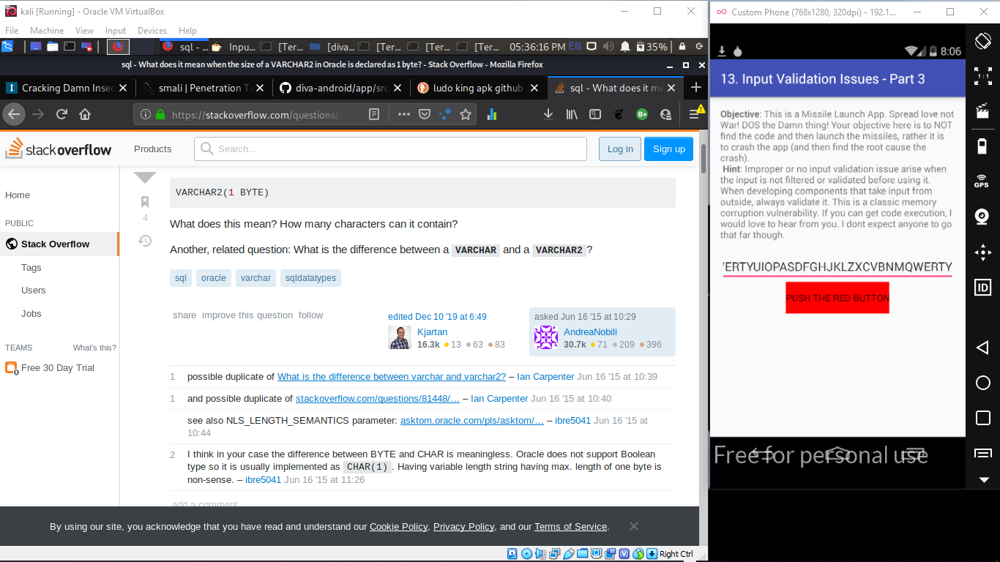 kali [Running] - Oracle VM VirtualBox
File Machine View Input Devices Help
sql - ... Inpu... [Ter... [diva... [Ter... [Ter... [Ter... [Ter... 05:36:16 PM EN 35%
sql - What does it mean when the size of a VARCHAR2 in Oracle is declared as 1 byte? - Stack Overflow - Mozilla Firefox
Cracking Damn Insec smali | Penetration T diva-android/app/src ludo king apk github sql - What does it me
https://stackoverflow.com/questions/
stackoverflow Products Search... Log in Sign up
Home
PUBLIC
Stack Overflow
Tags
Users
Jobs
TEAMS What's this?
Free 30 Day Trial
VARCHAR2(1 BYTE)
4
What does this mean? How many characters can it contain?
Another, related question: What is the difference between a VARCHAR and a VARCHAR2?
sql oracle varchar sqldatatypes
share improve this question follow
edited Dec 10 '19 at 6:49
Kjartan
16.3k 13 63 83
asked Jun 16 '15 at 10:29
AndreaNobili
30.7k 71 209 396
1 possible duplicate of What is the difference between varchar and varchar2? – Ian Carpenter Jun 16 '15 at 10:39
1 and possible duplicate of stackoverflow.com/questions/81448/… – Ian Carpenter Jun 16 '15 at 10:40
see also NLS_LENGTH_SEMANTICS parameter: asktom.oracle.com/pls/asktom/… – ibre5041 Jun 16 '15 at
10:44
2 I think in your case the difference between BYTE and CHAR is meaningless. Oracle does not support Boolean
type so it is usually implemented as CHAR(1) . Having variable length string having max. length of one byte is
non-sense. – ibre5041 Jun 16 '15 at 11:26
add a comment
By using our site, you acknowledge that you have read and understand our Cookie Policy, Privacy Policy, and our Terms of Service.
Right Ctrl
Custom Phone (768x1280, 320dpi) - 192.1...
8:06
13. Input Validation Issues - Part 3
Objective: This is a Missile Launch App. Spread love not
War! DOS the Damn thing! Your objective here is to NOT
find the code and then launch the missiles, rather it is
to crash the app (and then find the root cause the
crash).
Hint: Improper or no input validation issue arise when
the input is not filtered or validated before using it.
When developing components that take input from
outside, always validate it. This is a classic memory
corruption vulnerability. If you can get code execution, I
would love to hear from you. I dont expect anyone to go
that far though.
ERTYUIOPASDFGHJKLZXCVBNMQWERTY
PUSH THE RED BUTTON
Free for personal use
1:1
GPS
ID